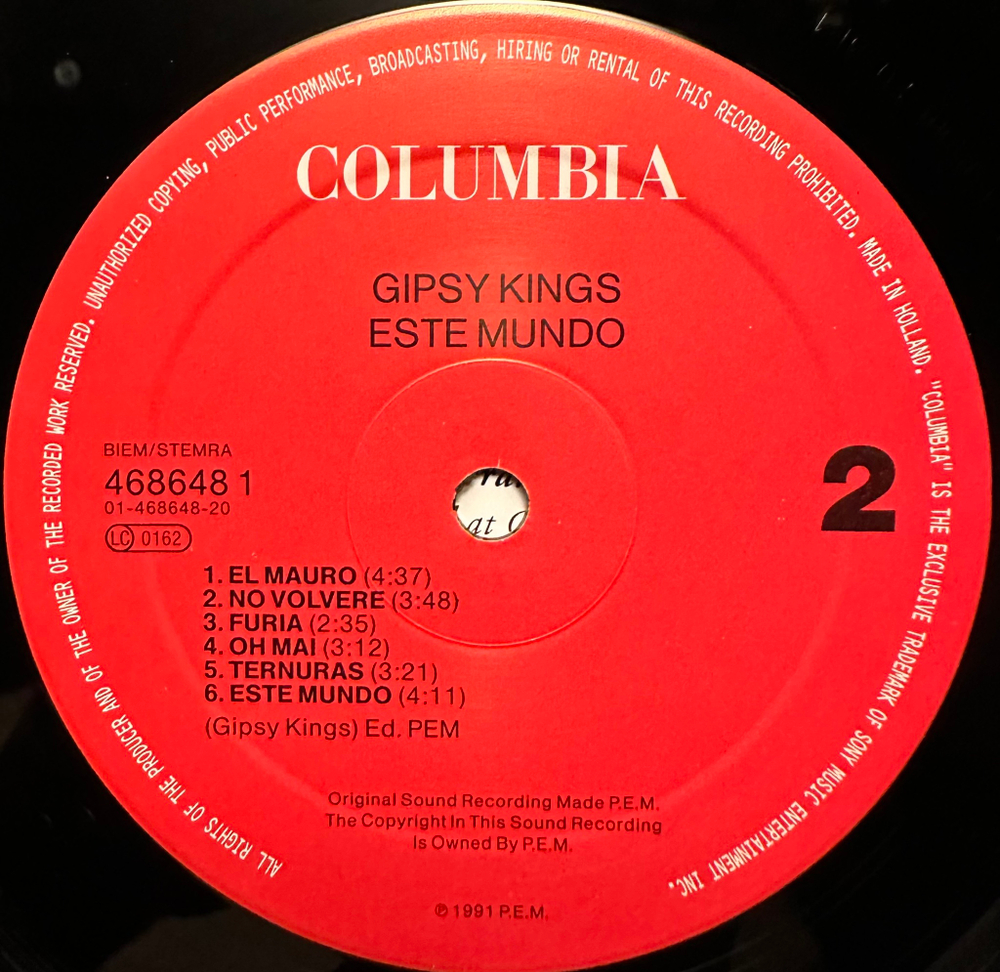 ALL RIGHTS OF THE PRODUCER AND OF THE OWNER OF THE RECORDED WORK RESERVED. UNAUTHORIZED COPYING, PUBLIC PERFORMANCE, BROADCASTING, HIRING OR RENTAL OF THIS RECORDING PROHIBITED. MADE IN HOLLAND. "COLUMBIA" IS THE EXCLUSIVE TRADEMARK OF SONY MUSIC ENTERTAINMENT INC.
COLUMBIA
GIPSY KINGS
ESTE MUNDO
BIEM/STEMRA
468648 1
01-468648-20
LC 0162
2
1. EL MAURO (4:37)
2. NO VOLVERE (3:48)
3. FURIA (2:35)
4. OH MAI (3:12)
5. TERNURAS (3:21)
6. ESTE MUNDO (4:11)
(Gipsy Kings) Ed. PEM
Original Sound Recording Made P.E.M.
The Copyright In This Sound Recording
Is Owned By P.E.M.
℗ 1991 P.E.M.